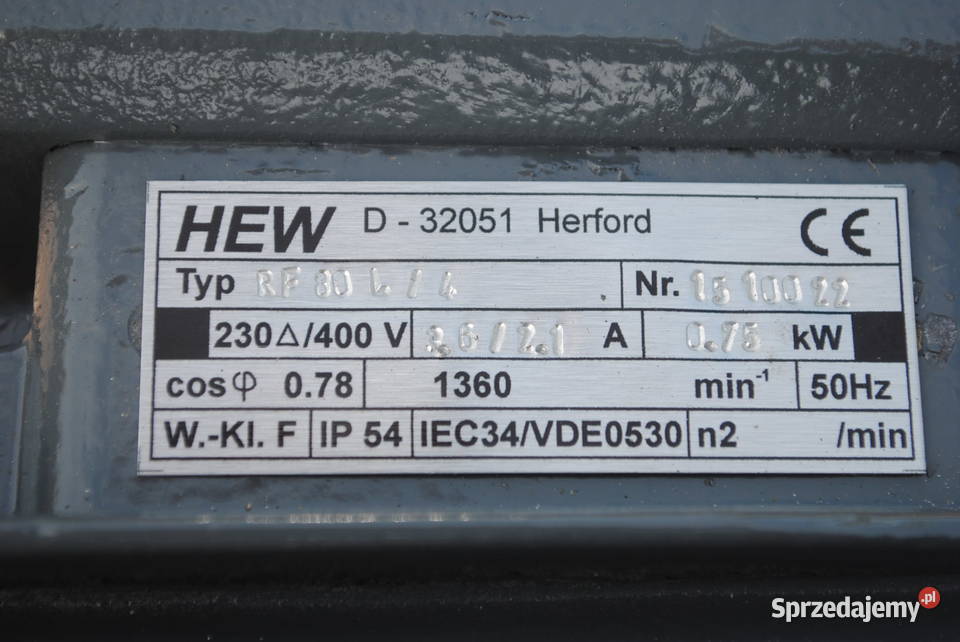 HEW D - 32051 Herford CE
Typ RF 80 L / 4 Nr. 15 100 22
230 △/400 V 3.6 / 2.1 A 0.75 kW
cos φ 0.78 1360 min⁻¹ 50Hz
W.-Kl. F IP 54 IEC34/VDE0530 n2 /min
Sprzedajemy.pl